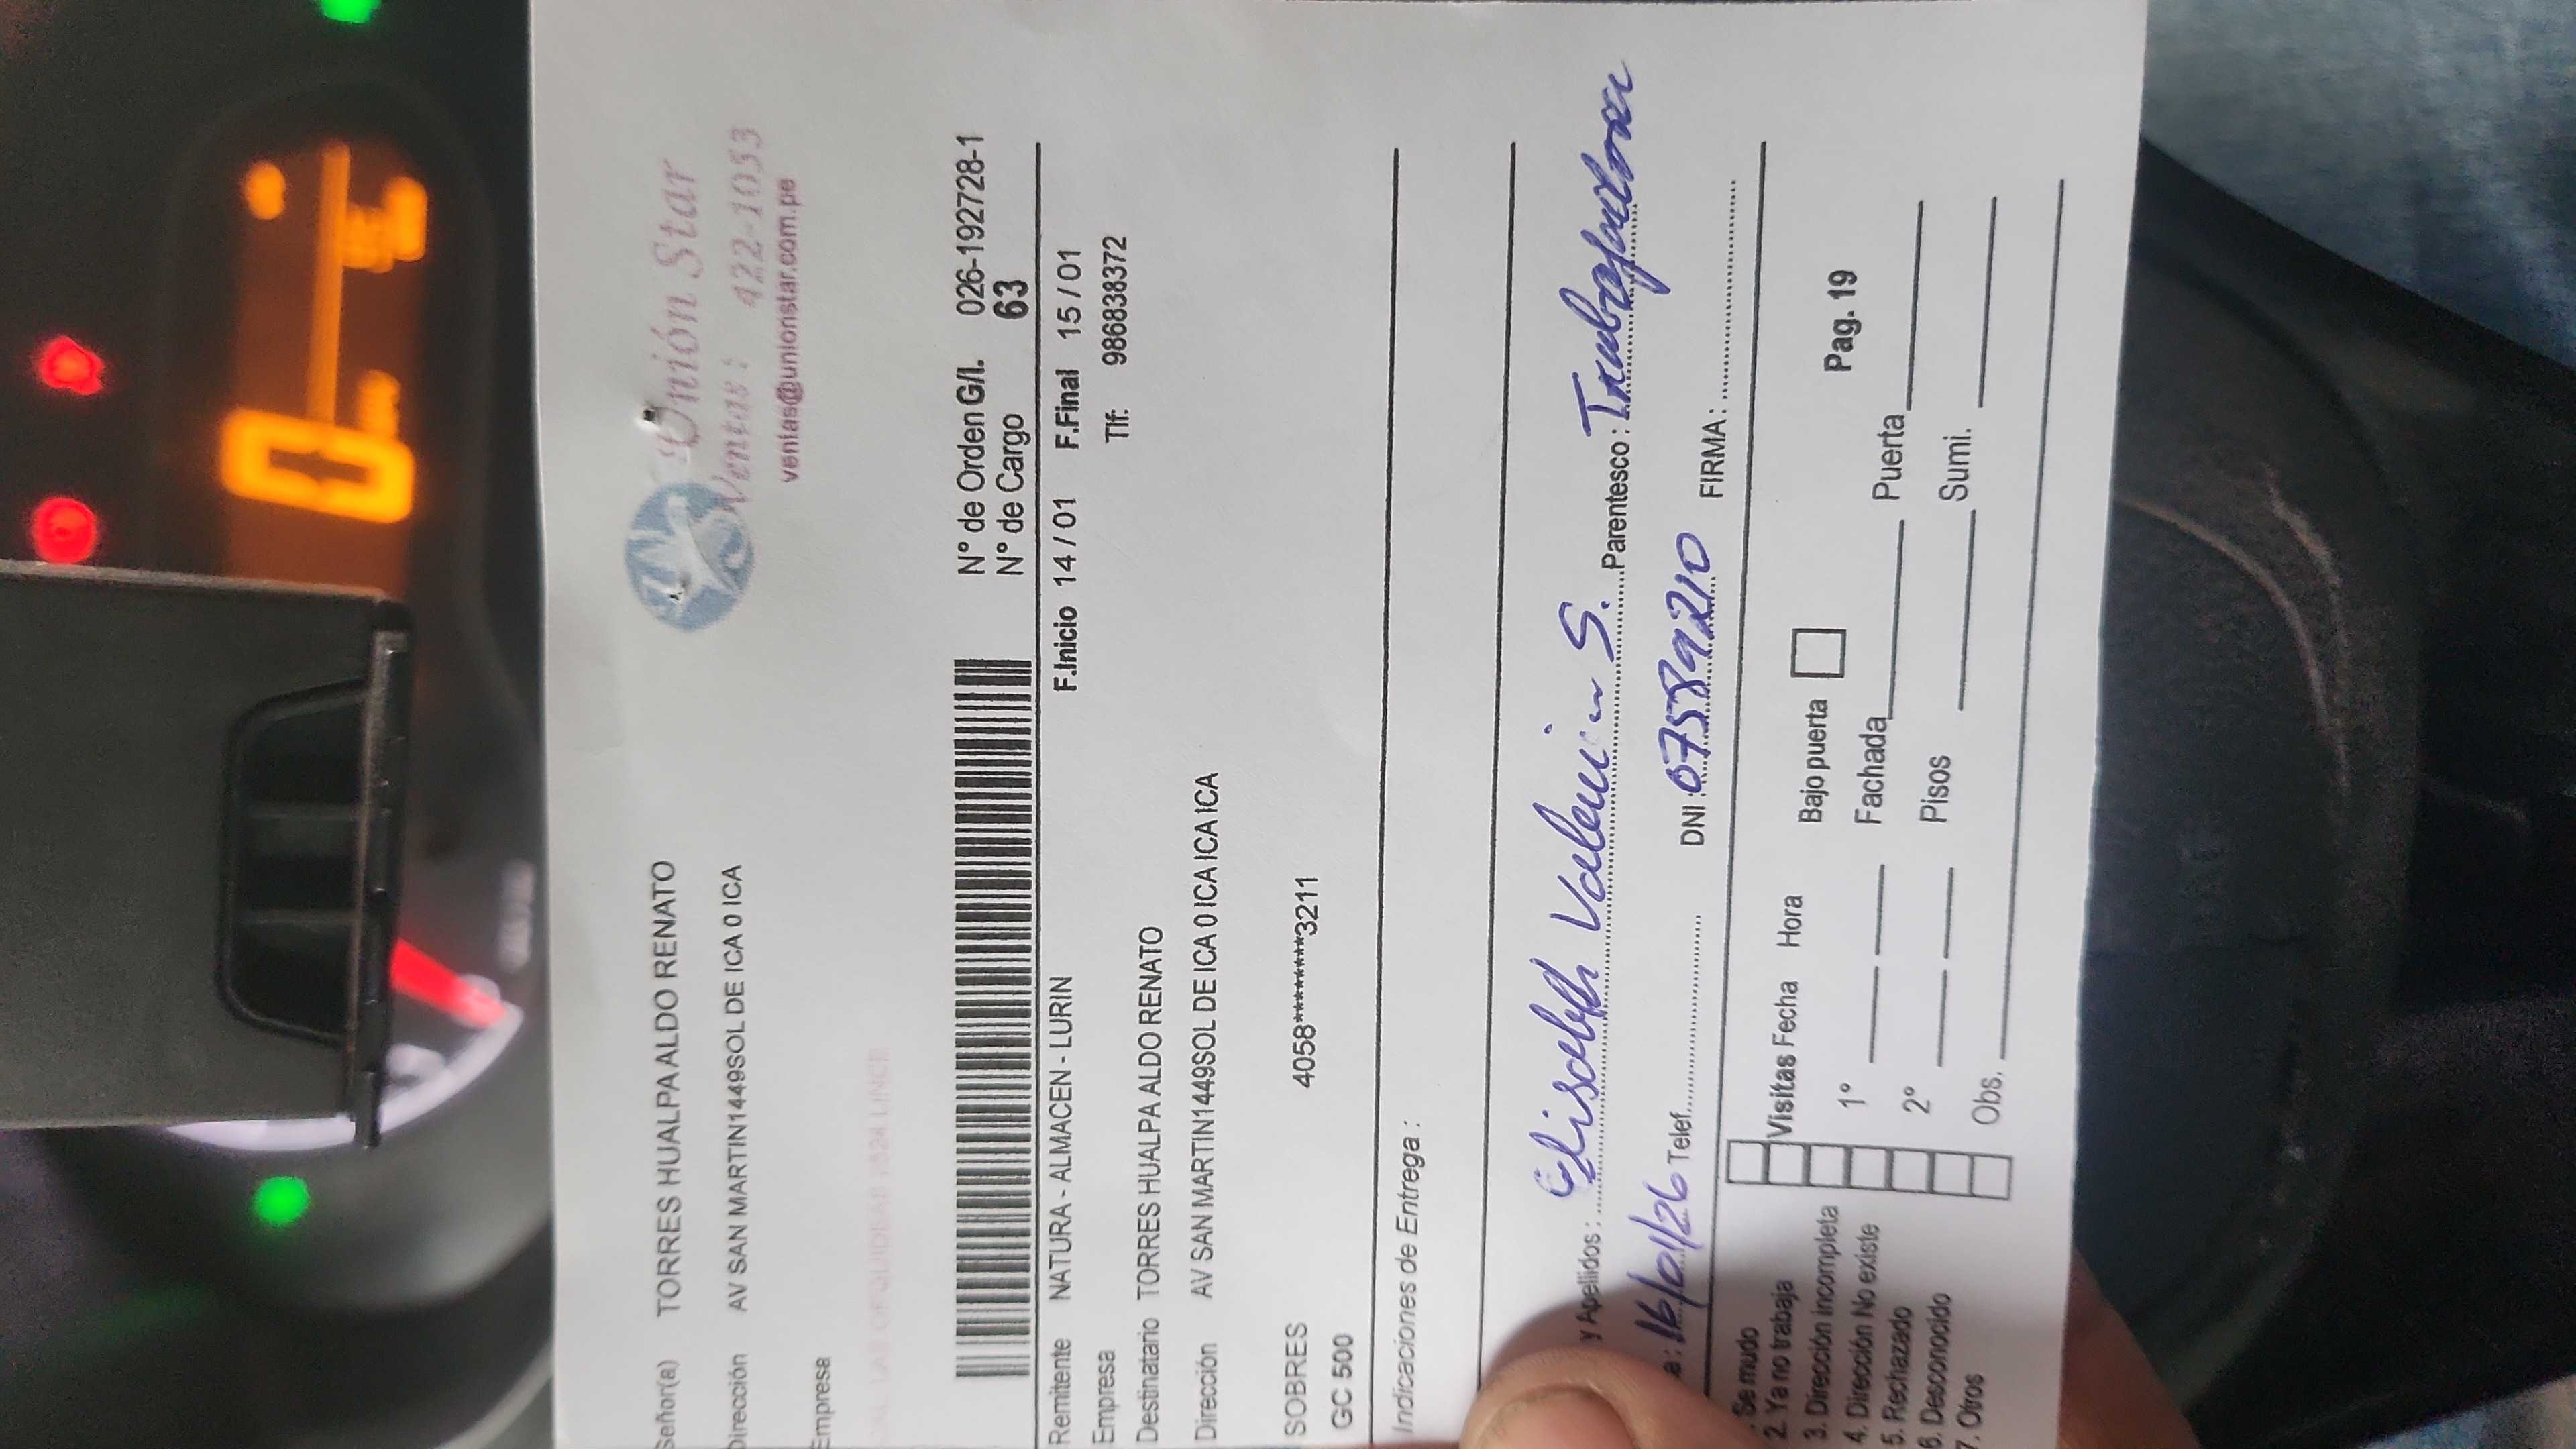 Unión Star
Ventas: 422-1053
ventas@unionstar.com.pe
Señor(a) TORRES HUALPA ALDO RENATO
Dirección AV SAN MARTIN1449SOL DE ICA 0 ICA
Empresa
N° de Orden G/I. 026-192728-1
N° de Cargo 63
Remitente NATURA - ALMACEN - LURIN F.Inicio 14 / 01 F.Final 15 / 01
Empresa Tlf: 986838372
Destinatario TORRES HUALPA ALDO RENATO
Dirección AV SAN MARTIN1449SOL DE ICA 0 ICA ICA ICA
SOBRES 4058*********3211
GC 500
Indicaciones de Entrega :
y Apellidos : Elisabeth S. Parentesco : Trabajadora
a : 16/01/26 Telef. DNI : 07589210 FIRMA :
1. Se mudo
2. Ya no trabaja Visitas Fecha Hora Bajo puerta Pag. 19
3. Dirección Incompleta 1° Fachada Puerta
4. Dirección No existe
5. Rechazado 2° Pisos Sumi.
6. Desconocido
7. Otros Obs.